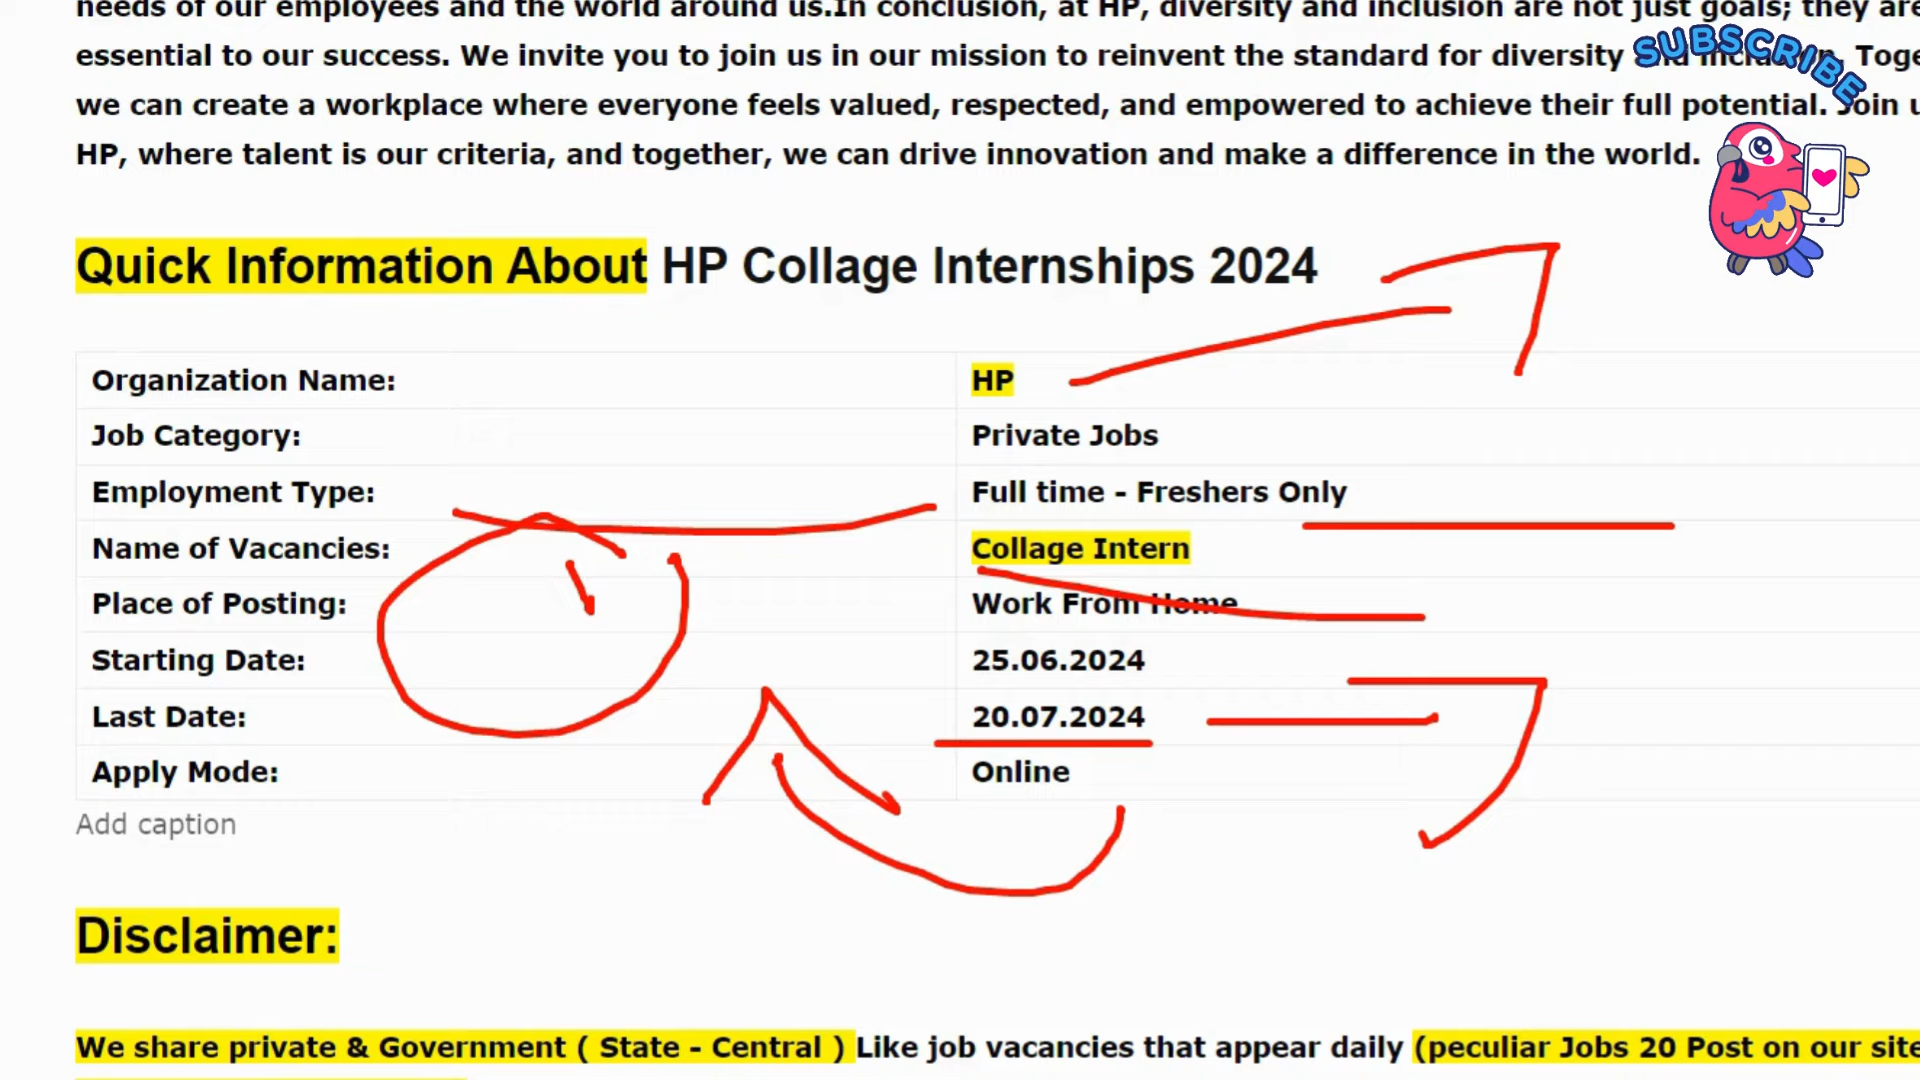 needs of our employees and the world around us.In conclusion, at HP, diversity and inclusion are not just goals; they are
essential to our success. We invite you to join us in our mission to reinvent the standard for diversity and inclusion. Toge
we can create a workplace where everyone feels valued, respected, and empowered to achieve their full potential. Join u
HP, where talent is our criteria, and together, we can drive innovation and make a difference in the world.
SUBSCRIBE
Quick Information About HP Collage Internships 2024
Organization Name: HP
Job Category: Private Jobs
Employment Type: Full time - Freshers Only
Name of Vacancies: Collage Intern
Place of Posting: Work From Home
Starting Date: 25.06.2024
Last Date: 20.07.2024
Apply Mode: Online
Add caption
Disclaimer:
We share private & Government ( State - Central ) Like job vacancies that appear daily (peculiar Jobs 20 Post on our site